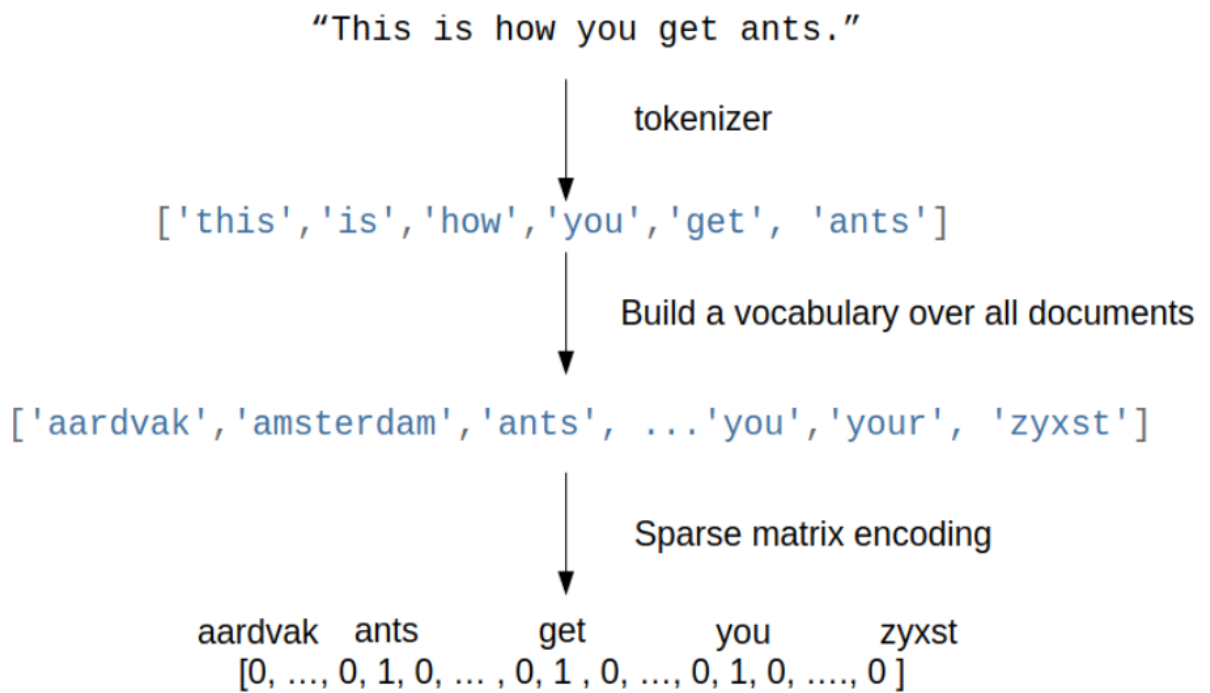 “This is how you get ants.”
tokenizer
['this','is','how','you','get', 'ants']
Build a vocabulary over all documents
['aardvak','amsterdam','ants', ...'you','your', 'zyxst']
Sparse matrix encoding
aardvak ants get you zyxst
[0, …, 0, 1, 0, … , 0, 1 , 0, …, 0, 1, 0, …., 0 ]